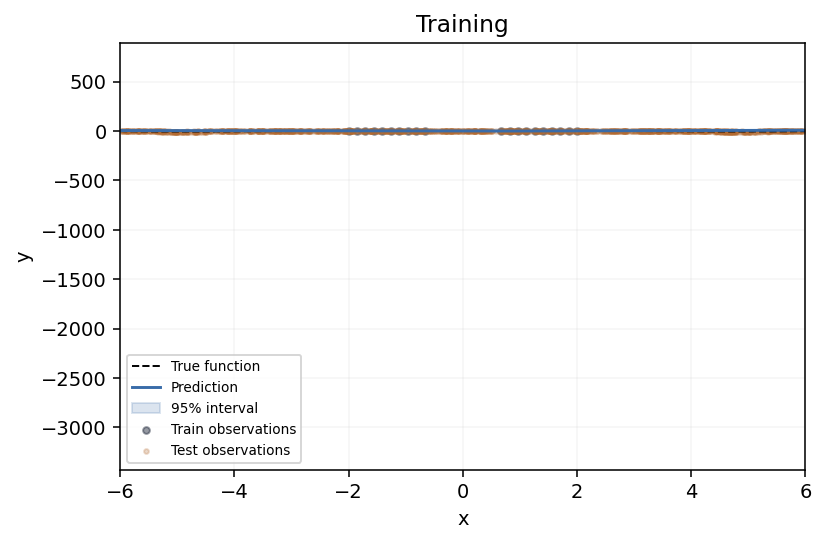 Training
500
0
−500
−1000
−1500
−2000
−2500
−3000
y
True function
Prediction
95% interval
Train observations
Test observations
−6 −4 −2 0 2 4 6
x